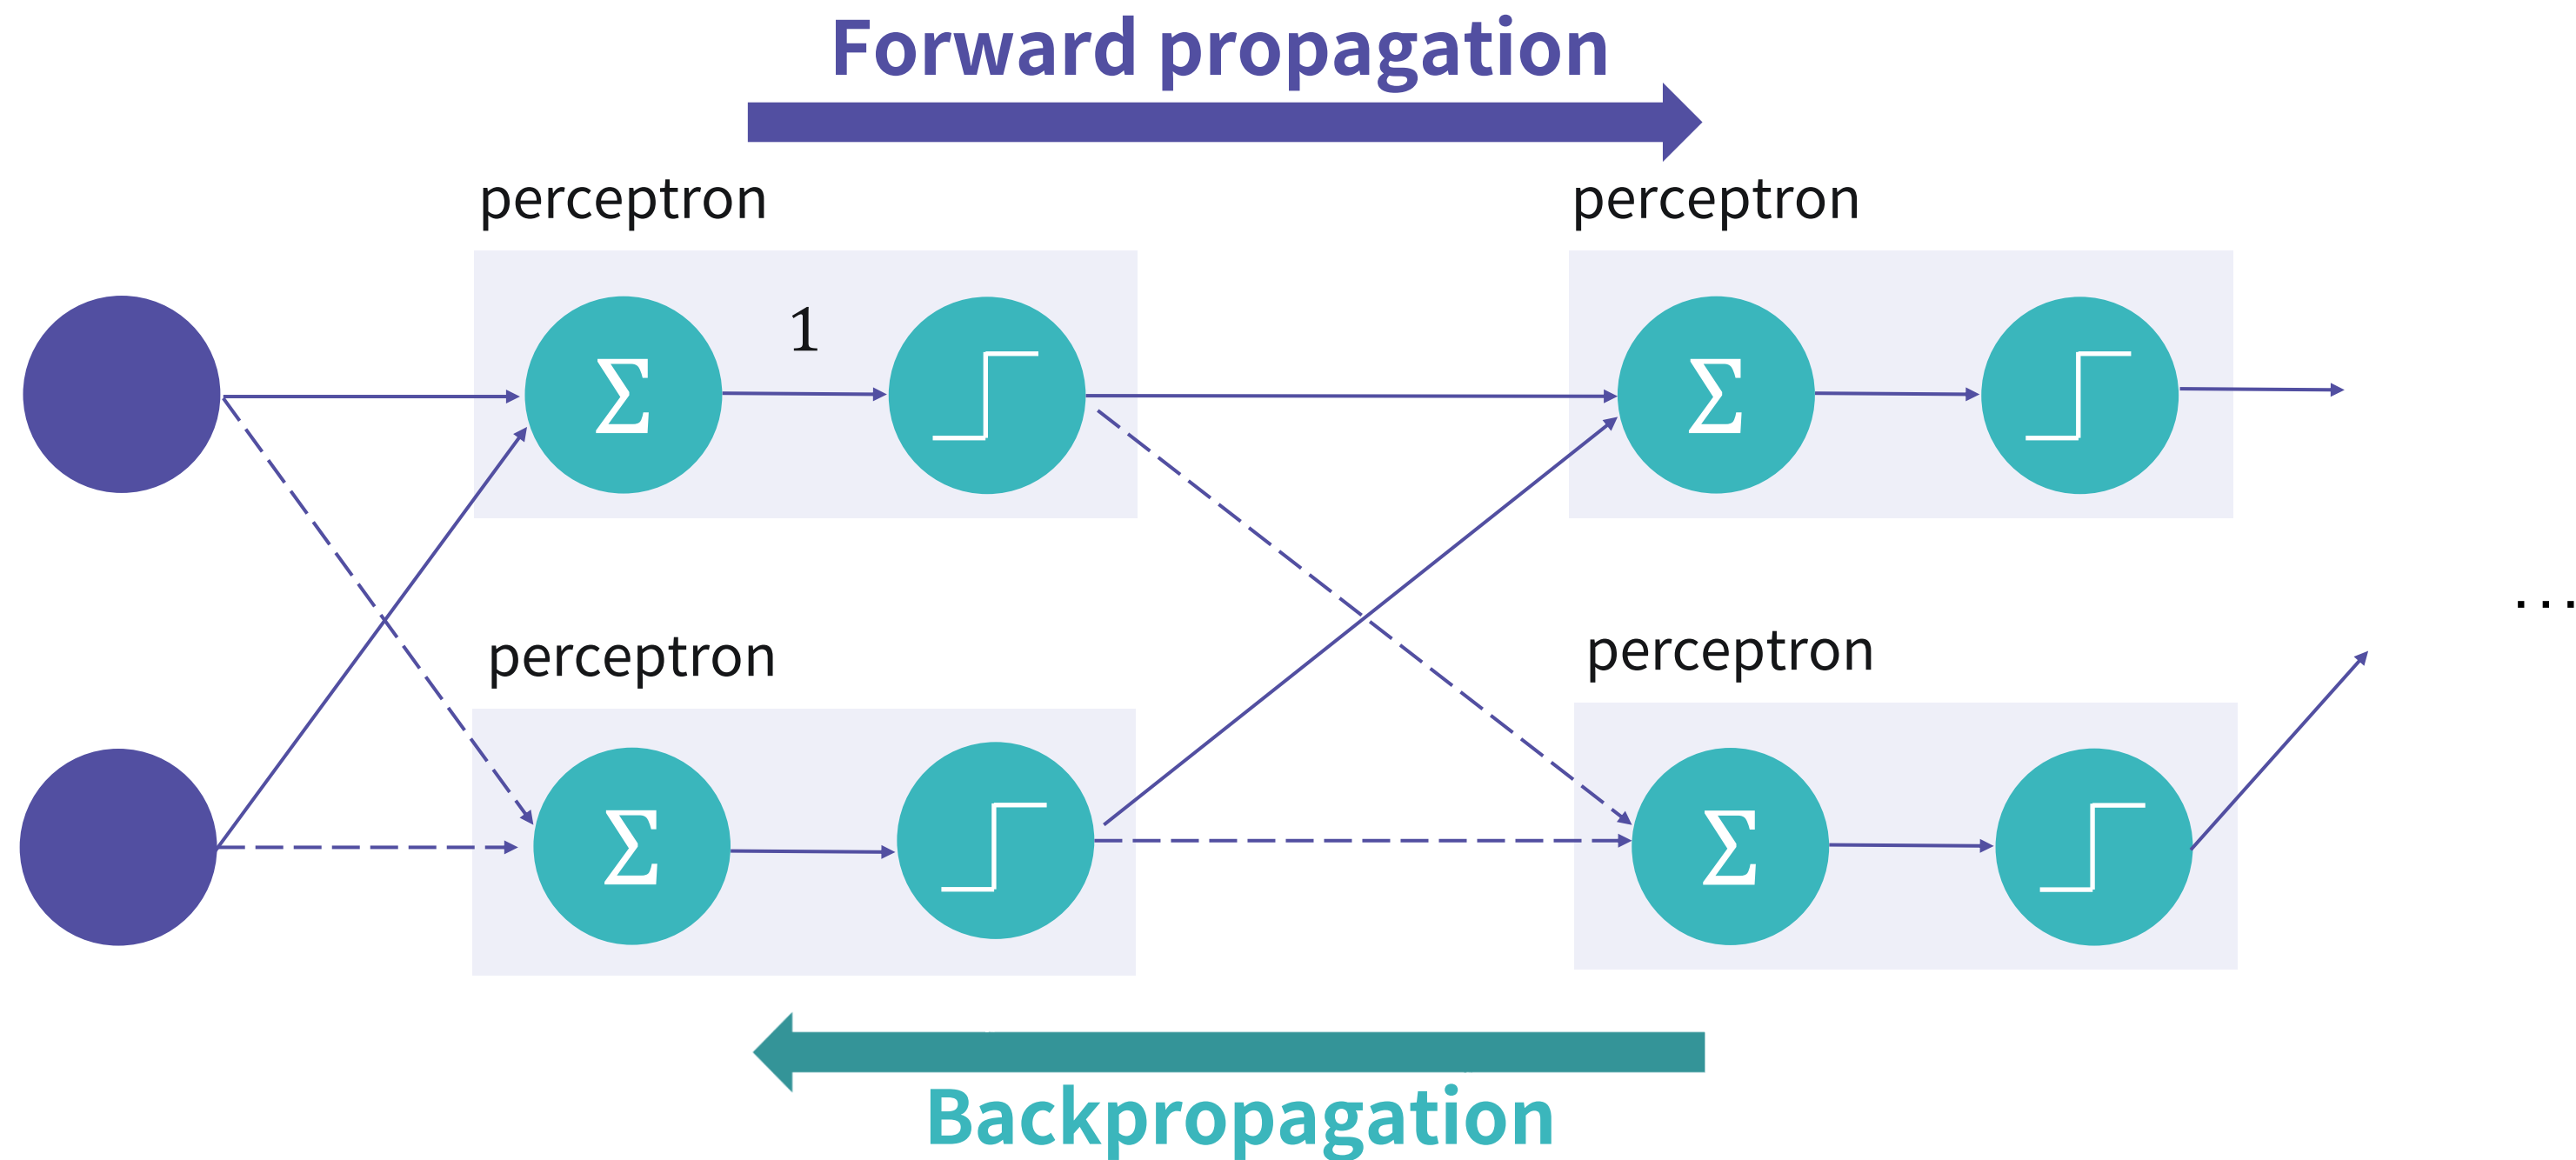 Forward propagation
perceptron
perceptron
1
Σ
Σ
perceptron
perceptron
...
Σ
Σ
Backpropagation